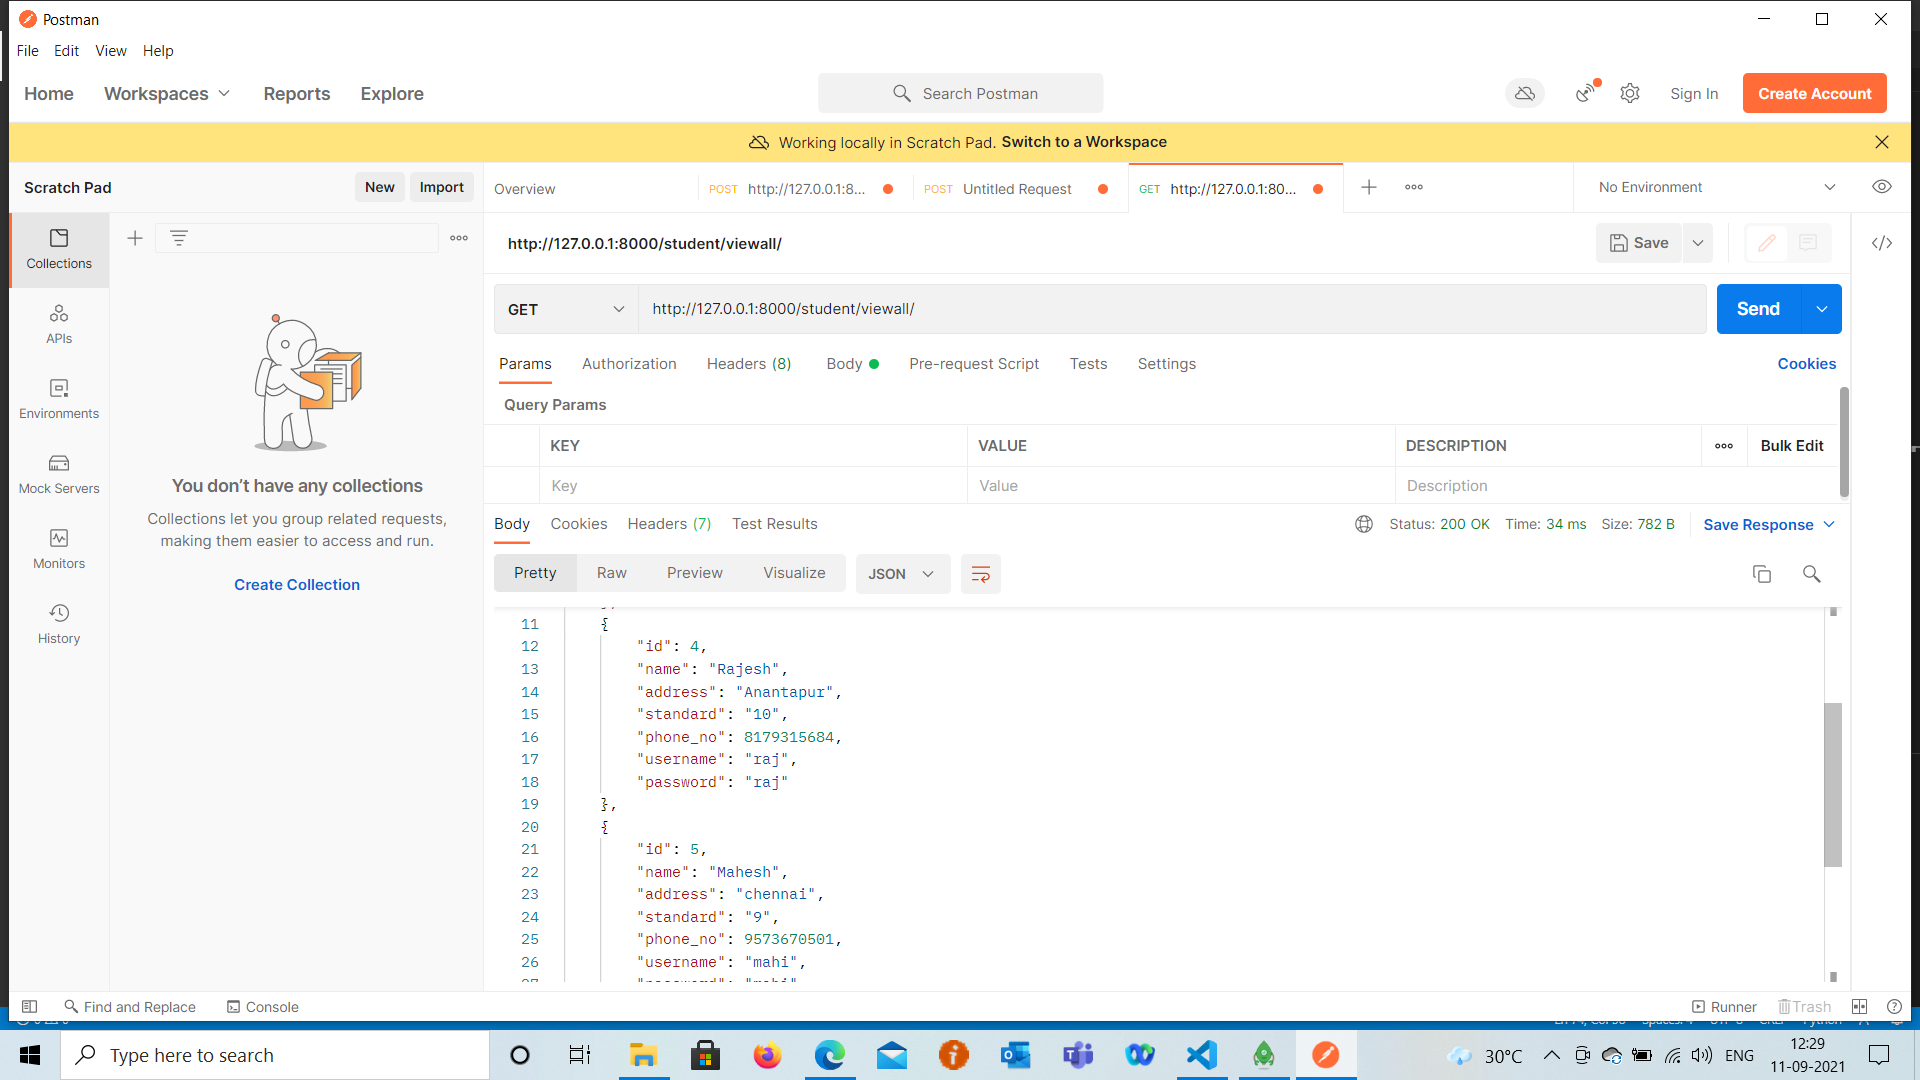 Postman
File Edit View Help
Home Workspaces Reports Explore Search Postman Sign In Create Account
Working locally in Scratch Pad. Switch to a Workspace
Scratch Pad New Import Overview POST http://127.0.0.1:8... POST Untitled Request GET http://127.0.0.1:80... No Environment
Collections
APIs
Environments
Mock Servers
Monitors
History
You don't have any collections
Collections let you group related requests,
making them easier to access and run.
Create Collection
http://127.0.0.1:8000/student/viewall/ Save
GET http://127.0.0.1:8000/student/viewall/ Send
Params Authorization Headers (8) Body Pre-request Script Tests Settings Cookies
Query Params
KEY VALUE DESCRIPTION Bulk Edit
Key Value Description
Body Cookies Headers (7) Test Results Status: 200 OK Time: 34 ms Size: 782 B Save Response
Pretty Raw Preview Visualize JSON
11 {
12 "id": 4,
13 "name": "Rajesh",
14 "address": "Anantapur",
15 "standard": "10",
16 "phone_no": 8179315684,
17 "username": "raj",
18 "password": "raj"
19 },
20 {
21 "id": 5,
22 "name": "Mahesh",
23 "address": "chennai",
24 "standard": "9",
25 "phone_no": 9573670501,
26 "username": "mahi",
Find and Replace Console Runner Trash
Type here to search 30°C ENG 12:29
11-09-2021